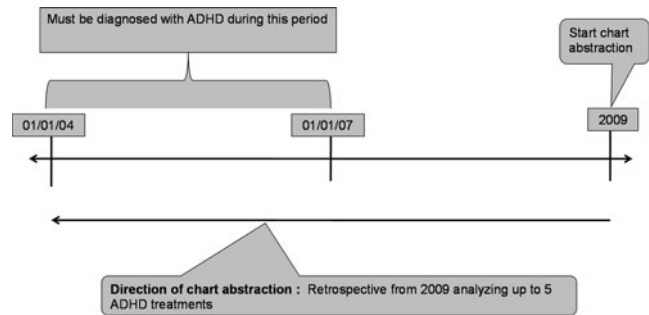 Must be diagnosed with ADHD during this period
Start chart
abstraction
01/01/04
01/01/07
2009
Direction of chart abstraction : Retrospective from 2009 analyzing up to 5
ADHD treatments